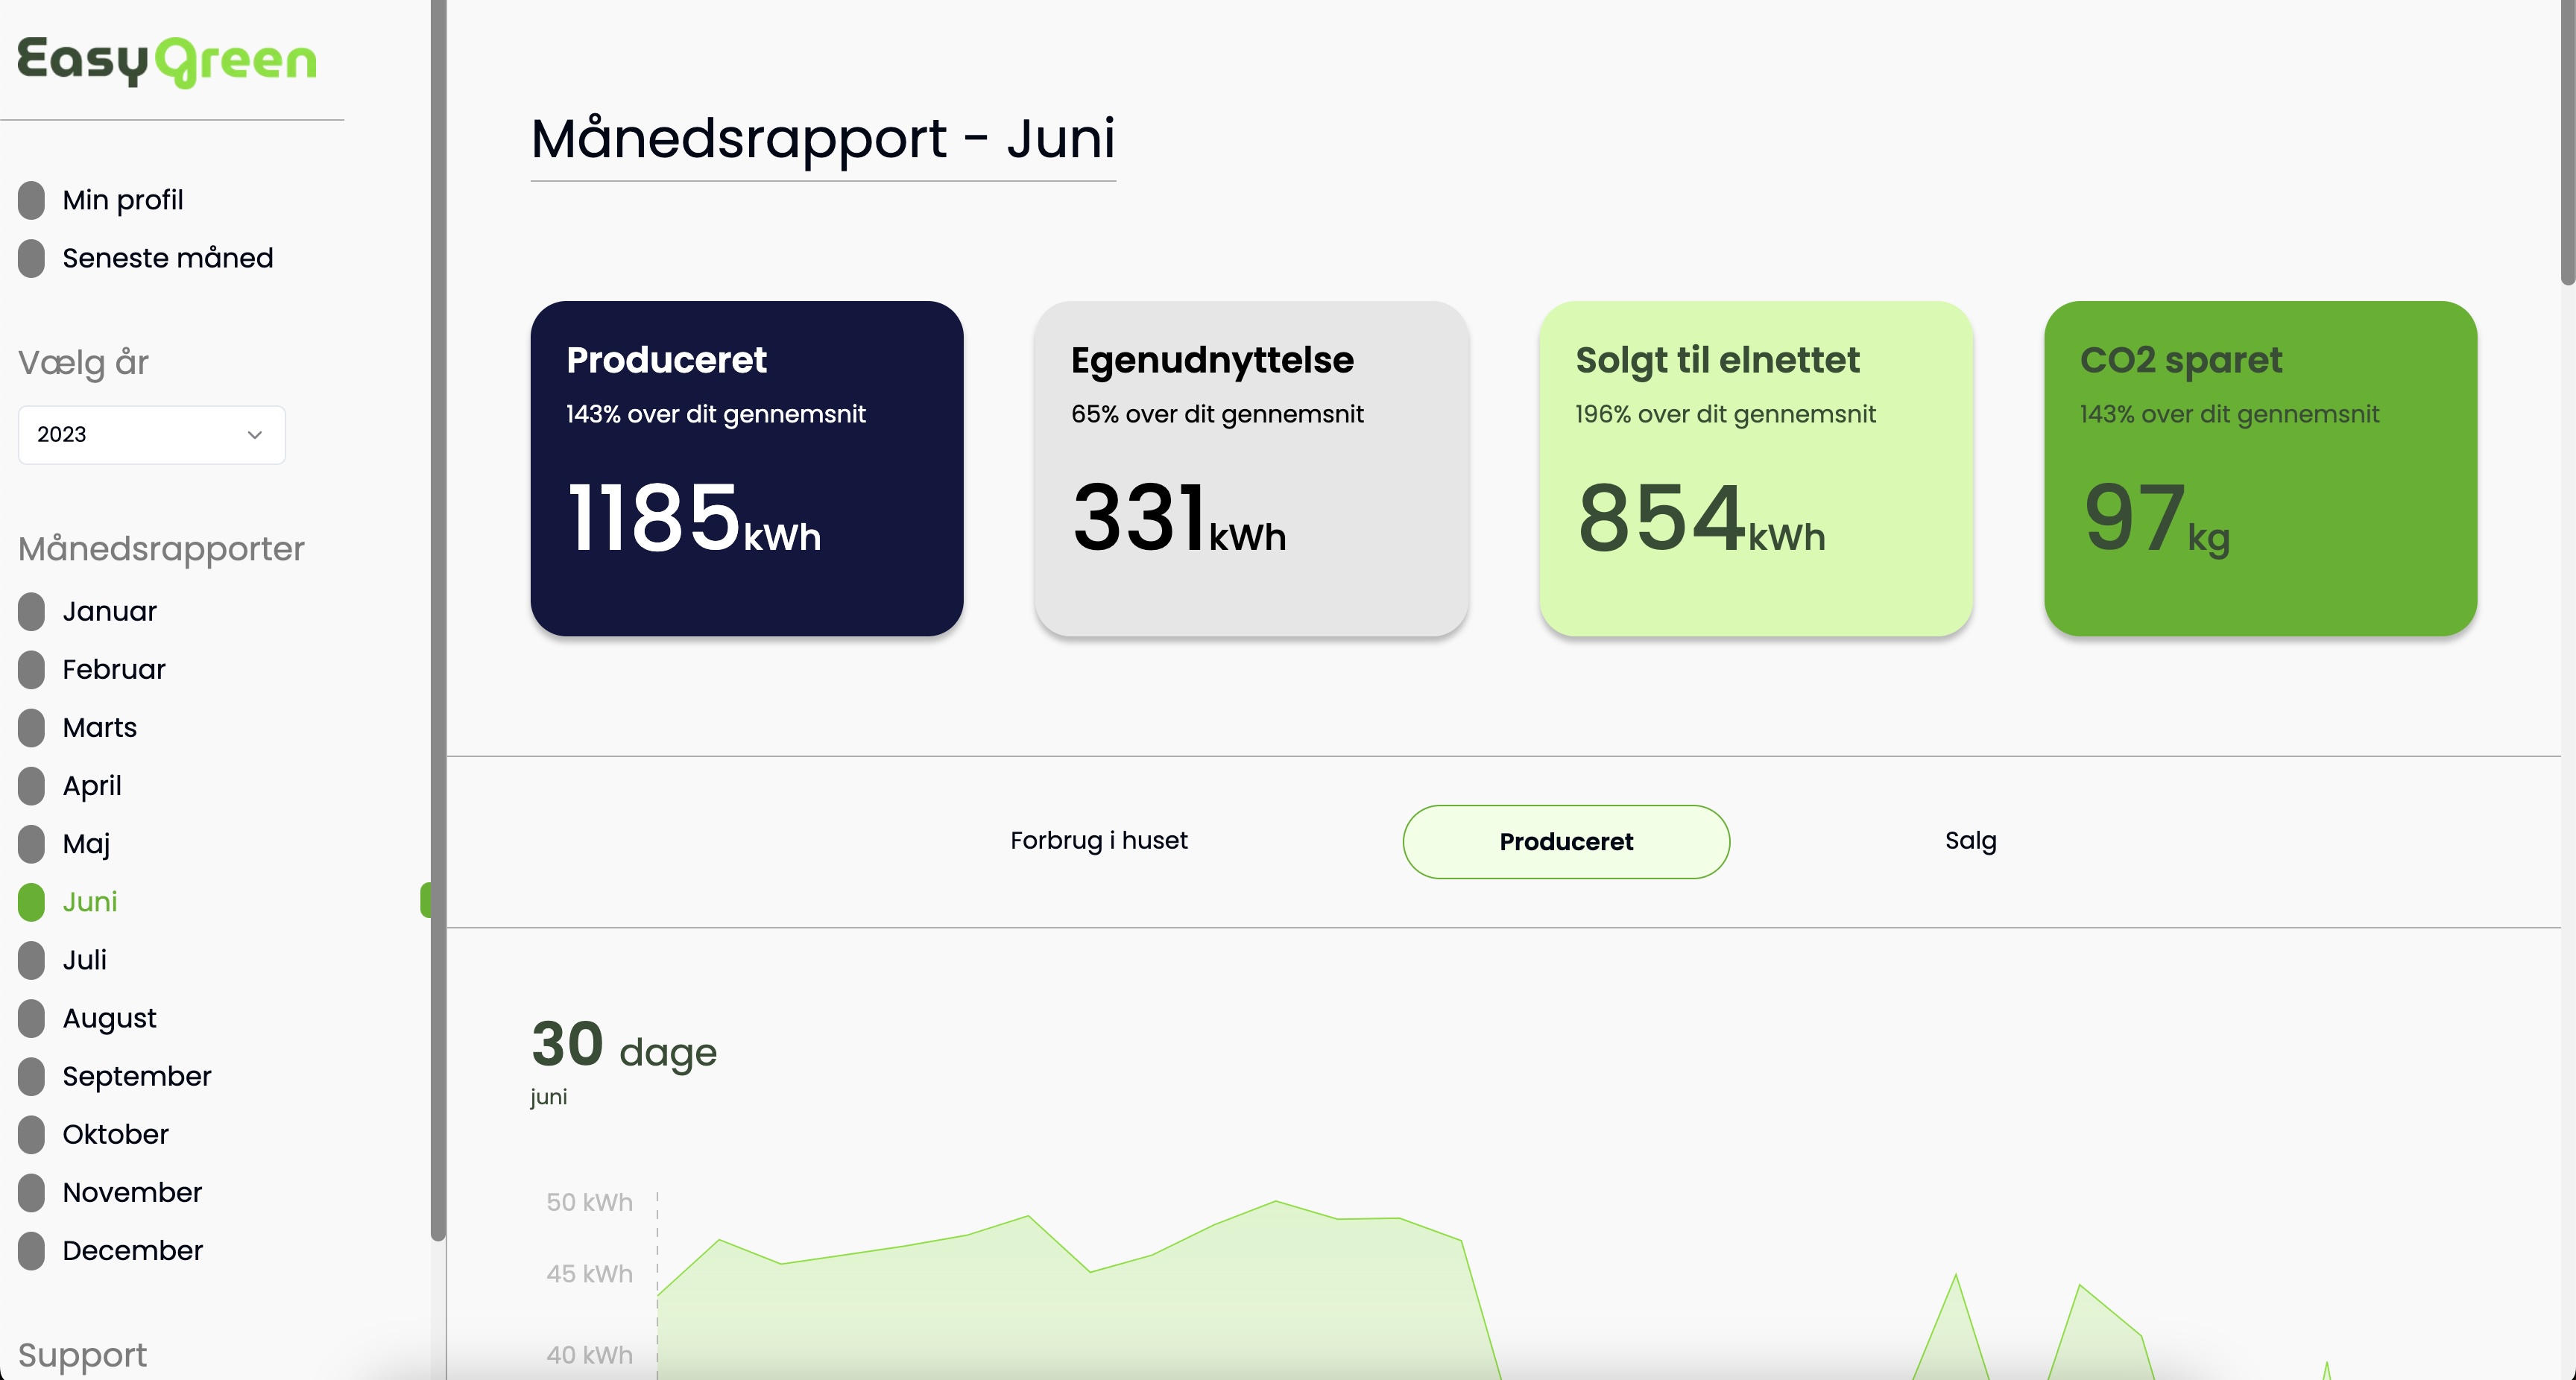 EasyGreen
Min profil
Seneste måned
Vælg år
2023
Månedsrapporter
Januar
Februar
Marts
April
Maj
Juni
Juli
August
September
Oktober
November
December
Support
Månedsrapport - Juni
Produceret
143% over dit gennemsnit
1185kWh
Egenudnyttelse
65% over dit gennemsnit
331kWh
Solgt til elnettet
196% over dit gennemsnit
854kWh
CO2 sparet
143% over dit gennemsnit
97kg
Forbrug i huset
Produceret
Salg
30 dage
juni
50 kWh
45 kWh
40 kWh